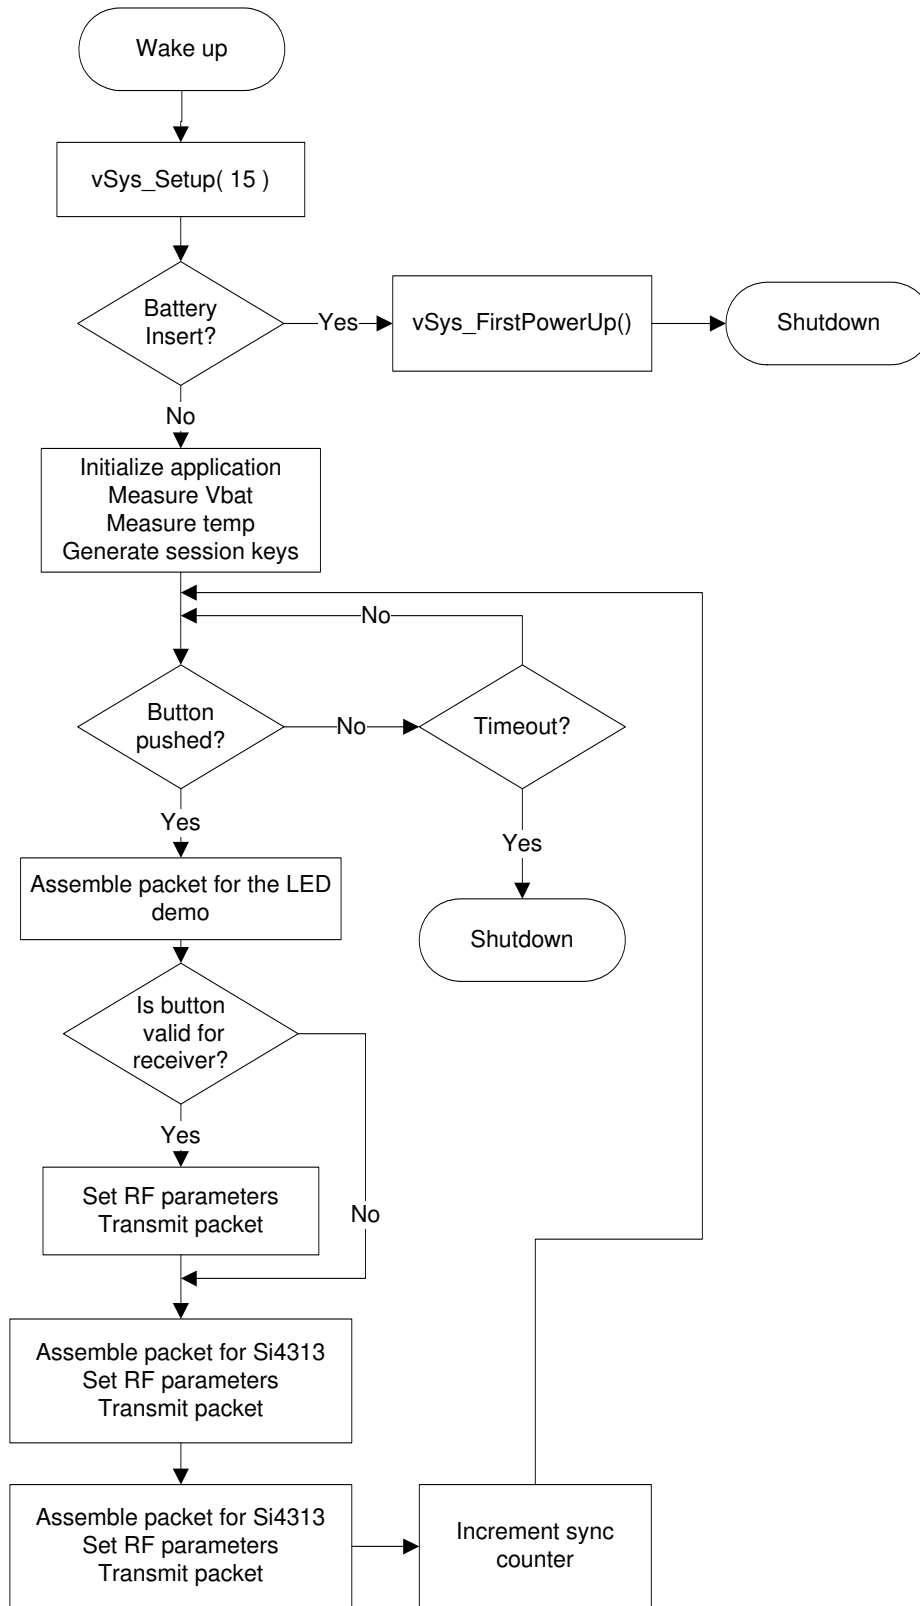 Wake up
vSys_Setup( 15 )
Battery
Insert?
Yes
vSys_FirstPowerUp()
Shutdown
No
Initialize application
Measure Vbat
Measure temp
Generate session keys
No
Button
pushed?
No
Timeout?
Yes
Yes
Assemble packet for the LED
demo
Shutdown
Is button
valid for
receiver?
Yes
Set RF parameters
Transmit packet
No
Assemble packet for Si4313
Set RF parameters
Transmit packet
Assemble packet for Si4313
Set RF parameters
Transmit packet
Increment sync
counter